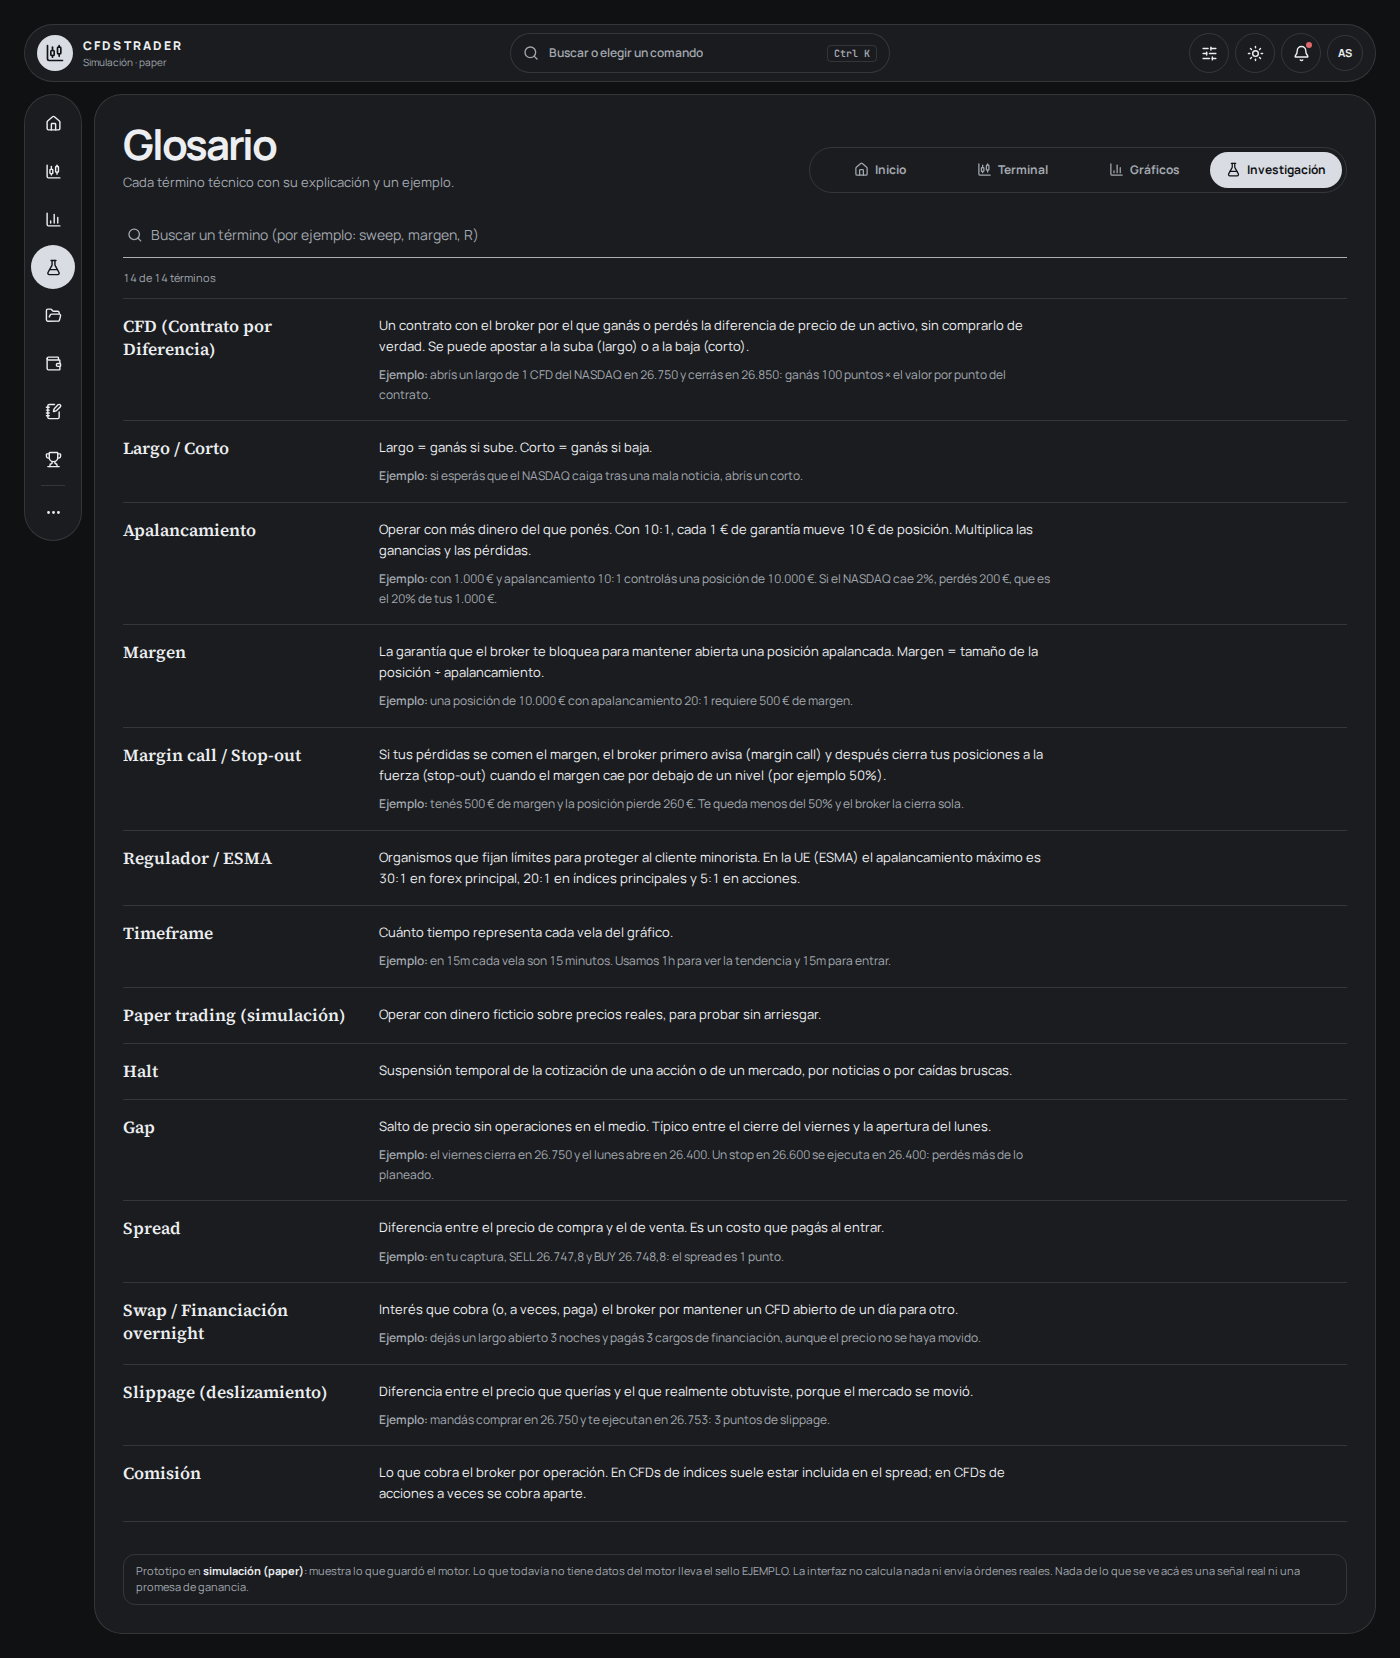 CFDSTRADER
Simulación · paper
Buscar o elegir un comando
Ctrl K
AS
Glosario
Cada término técnico con su explicación y un ejemplo.
Inicio
Terminal
Gráficos
Investigación
Buscar un término (por ejemplo: sweep, margen, R)
14 de 14 términos
CFD (Contrato por
Diferencia)
Un contrato con el broker por el que ganás o perdés la diferencia de precio de un activo, sin comprarlo de
verdad. Se puede apostar a la suba (largo) o a la baja (corto).
Ejemplo: abrís un largo de 1 CFD del NASDAQ en 26.750 y cerrás en 26.850: ganás 100 puntos × el valor por punto del
contrato.
Largo / Corto
Largo = ganás si sube. Corto = ganás si baja.
Ejemplo: si esperás que el NASDAQ caiga tras una mala noticia, abrís un corto.
Apalancamiento
Operar con más dinero del que ponés. Con 10:1, cada 1 € de garantía mueve 10 € de posición. Multiplica las
ganancias y las pérdidas.
Ejemplo: con 1.000 € y apalancamiento 10:1 controlás una posición de 10.000 €. Si el NASDAQ cae 2%, perdés 200 €, que es
el 20% de tus 1.000 €.
Margen
La garantía que el broker te bloquea para mantener abierta una posición apalancada. Margen = tamaño de la
posición ÷ apalancamiento.
Ejemplo: una posición de 10.000 € con apalancamiento 20:1 requiere 500 € de margen.
Margin call / Stop-out
Si tus pérdidas se comen el margen, el broker primero avisa (margin call) y después cierra tus posiciones a la
fuerza (stop-out) cuando el margen cae por debajo de un nivel (por ejemplo 50%).
Ejemplo: tenés 500 € de margen y la posición pierde 260 €. Te queda menos del 50% y el broker la cierra sola.
Regulador / ESMA
Organismos que fijan límites para proteger al cliente minorista. En la UE (ESMA) el apalancamiento máximo es
30:1 en forex principal, 20:1 en índices principales y 5:1 en acciones.
Timeframe
Cuánto tiempo representa cada vela del gráfico.
Ejemplo: en 15m cada vela son 15 minutos. Usamos 1h para ver la tendencia y 15m para entrar.
Paper trading (simulación)
Operar con dinero ficticio sobre precios reales, para probar sin arriesgar.
Halt
Suspensión temporal de la cotización de una acción o de un mercado, por noticias o por caídas bruscas.
Gap
Salto de precio sin operaciones en el medio. Típico entre el cierre del viernes y la apertura del lunes.
Ejemplo: el viernes cierra en 26.750 y el lunes abre en 26.400. Un stop en 26.600 se ejecuta en 26.400: perdés más de lo
planeado.
Spread
Diferencia entre el precio de compra y el de venta. Es un costo que pagás al entrar.
Ejemplo: en tu captura, SELL 26.747,8 y BUY 26.748,8: el spread es 1 punto.
Swap / Financiación
overnight
Interés que cobra (o, a veces, paga) el broker por mantener un CFD abierto de un día para otro.
Ejemplo: dejás un largo abierto 3 noches y pagás 3 cargos de financiación, aunque el precio no se haya movido.
Slippage (deslizamiento)
Diferencia entre el precio que querías y el que realmente obtuviste, porque el mercado se movió.
Ejemplo: mandás comprar en 26.750 y te ejecutan en 26.753: 3 puntos de slippage.
Comisión
Lo que cobra el broker por operación. En CFDs de índices suele estar incluida en el spread; en CFDs de
acciones a veces se cobra aparte.
Prototipo en simulación (paper): muestra lo que guardó el motor. Lo que todavía no tiene datos del motor lleva el sello EJEMPLO. La interfaz no calcula nada ni envía órdenes reales. Nada de lo que se ve acá es una señal real ni una
promesa de ganancia.